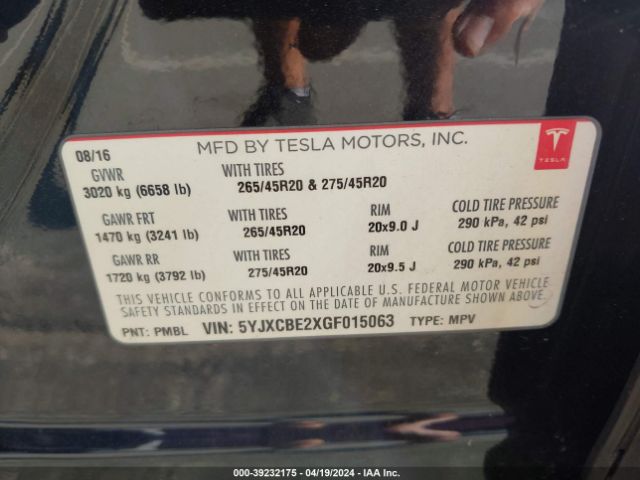 08/16
MFD BY TESLA MOTORS, INC.
TESLA
GVWR WITH TIRES
3020 kg (6658 lb) 265/45R20 & 275/45R20
GAWR FRT WITH TIRES RIM COLD TIRE PRESSURE
1470 kg (3241 lb) 265/45R20 20x9.0 J 290 kPa, 42 psi
GAWR RR WITH TIRES RIM COLD TIRE PRESSURE
1720 kg (3792 lb) 275/45R20 20x9.5 J 290 kPa, 42 psi
THIS VEHICLE CONFORMS TO ALL APPLICABLE U.S. FEDERAL MOTOR VEHICLE
SAFETY STANDARDS IN EFFECT ON THE DATE OF MANUFACTURE SHOWN ABOVE.
PNT: PMBL VIN: 5YJXCBE2XGF015063 TYPE: MPV
000-39232175 - 04/19/2024 - IAA Inc.